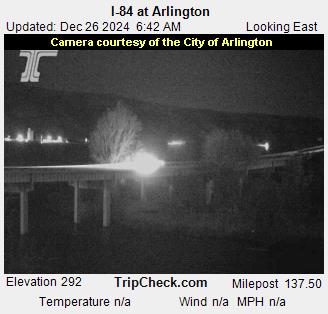 I-84 at Arlington
Updated: Dec 26 2024 6:42 AM Looking East
Camera courtesy of the City of Arlington
Elevation 292 TripCheck.com Milepost 137.50
Temperature n/a Wind n/a MPH n/a